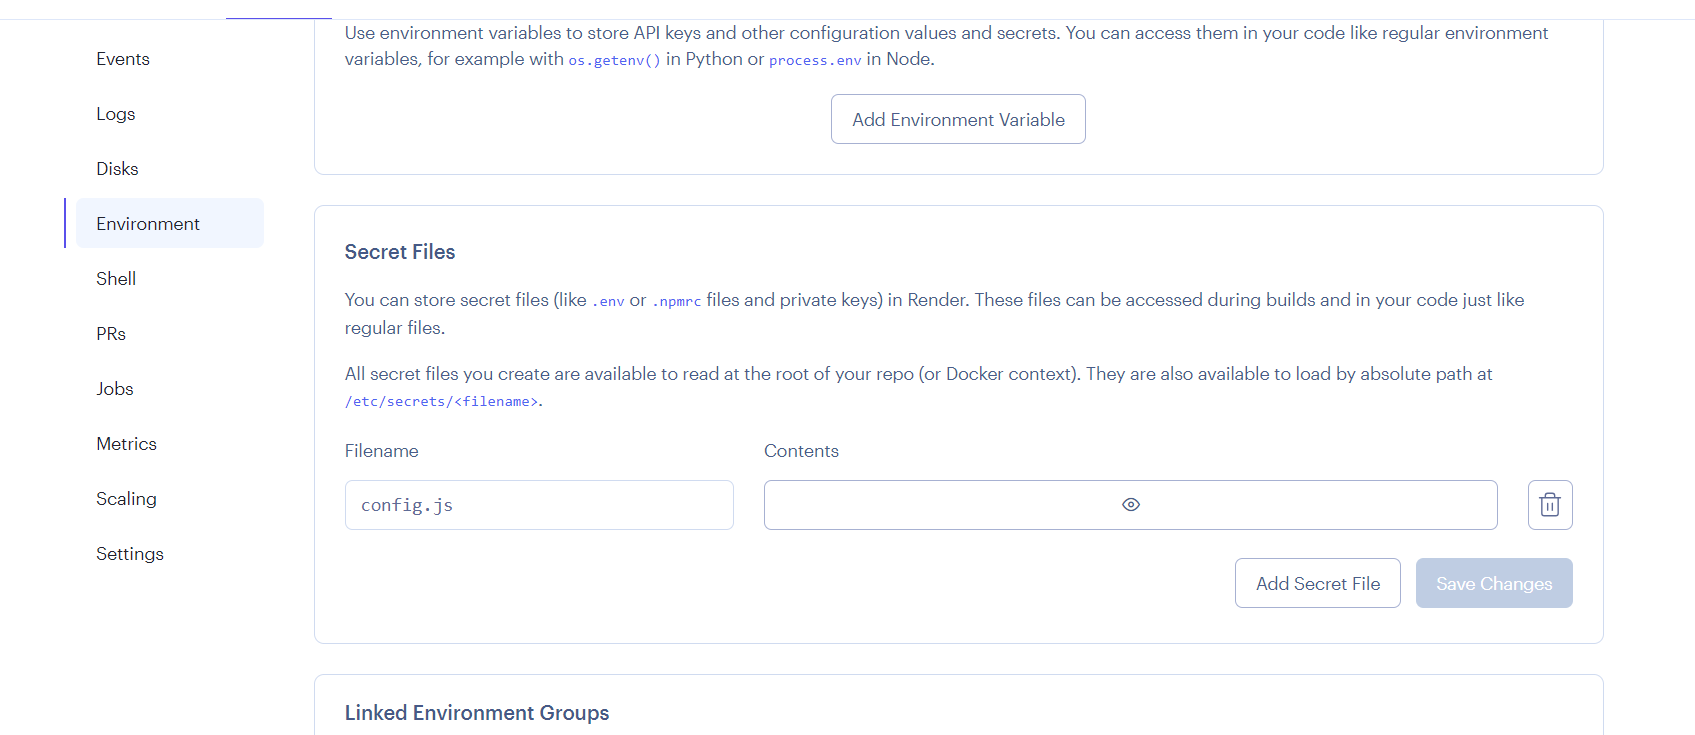 Use environment variables to store API keys and other configuration values and secrets. You can access them in your code like regular environment
variables, for example with os.getenv() in Python or process.env in Node.
Add Environment Variable
Events
Logs
Disks
Environment
Shell
PRs
Jobs
Metrics
Scaling
Settings
Secret Files
You can store secret files (like .env or .npmrc files and private keys) in Render. These files can be accessed during builds and in your code just like
regular files.
All secret files you create are available to read at the root of your repo (or Docker context). They are also available to load by absolute path at
/etc/secrets/<filename>.
Filename
Contents
config.js
Add Secret File
Save Changes
Linked Environment Groups